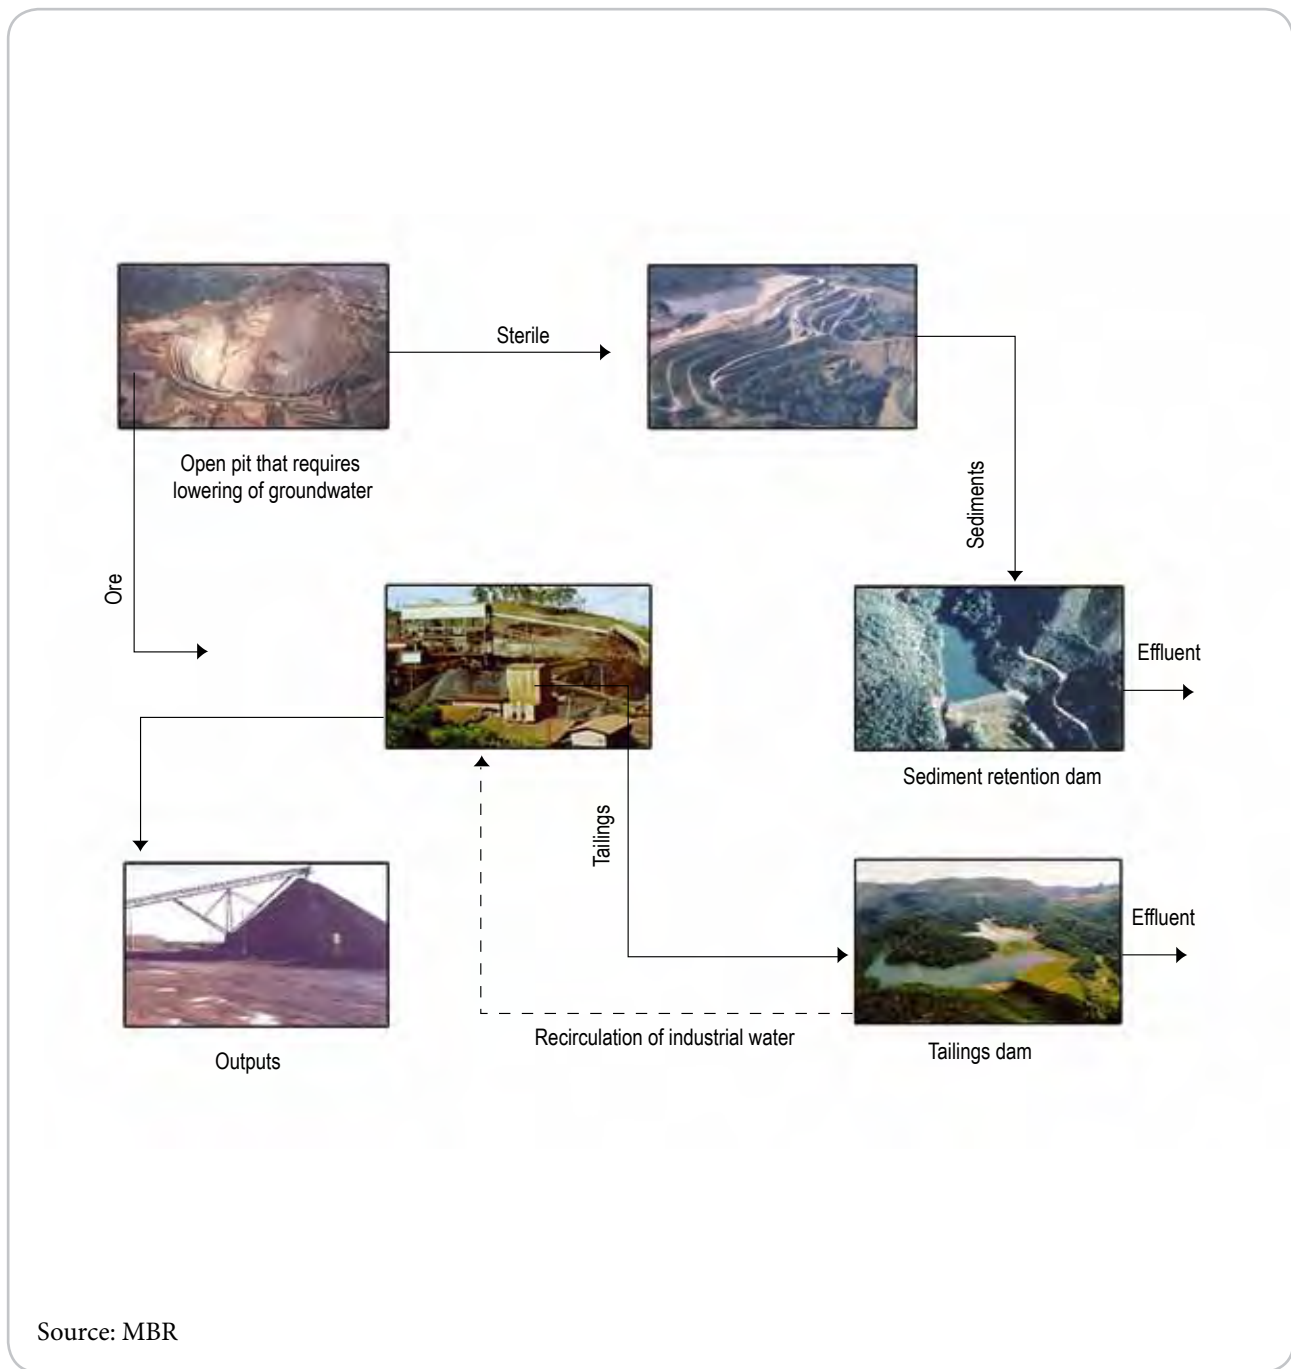 Sterile
Open pit that requires
lowering of groundwater
Sediments
Ore
Effluent
Sediment retention dam
Tailings
Effluent
Recirculation of industrial water
Tailings dam
Outputs
Source: MBR